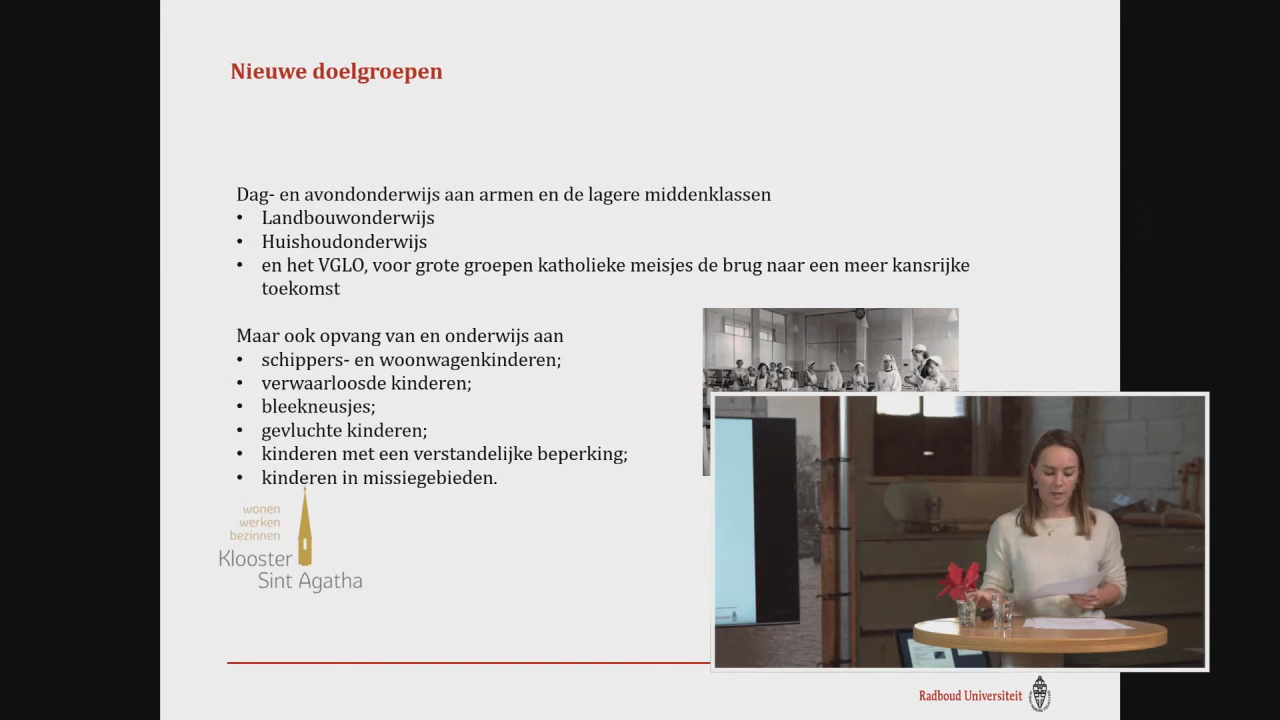 Nieuwe doelgroepen
Dag- en avondonderwijs aan armen en de lagere middenklassen
• Landbouwonderwijs
• Huishoudonderwijs
• en het VGLO, voor grote groepen katholieke meisjes de brug naar een meer kansrijke
toekomst
Maar ook opvang van en onderwijs aan
• schippers- en woonwagenkinderen;
• verwaarloosde kinderen;
• bleekneusjes;
• gevluchte kinderen;
• kinderen met een verstandelijke beperking;
• kinderen in missiegebieden.
wonen
werken
bezinnen
Klooster
Sint Agatha
Radboud Universiteit